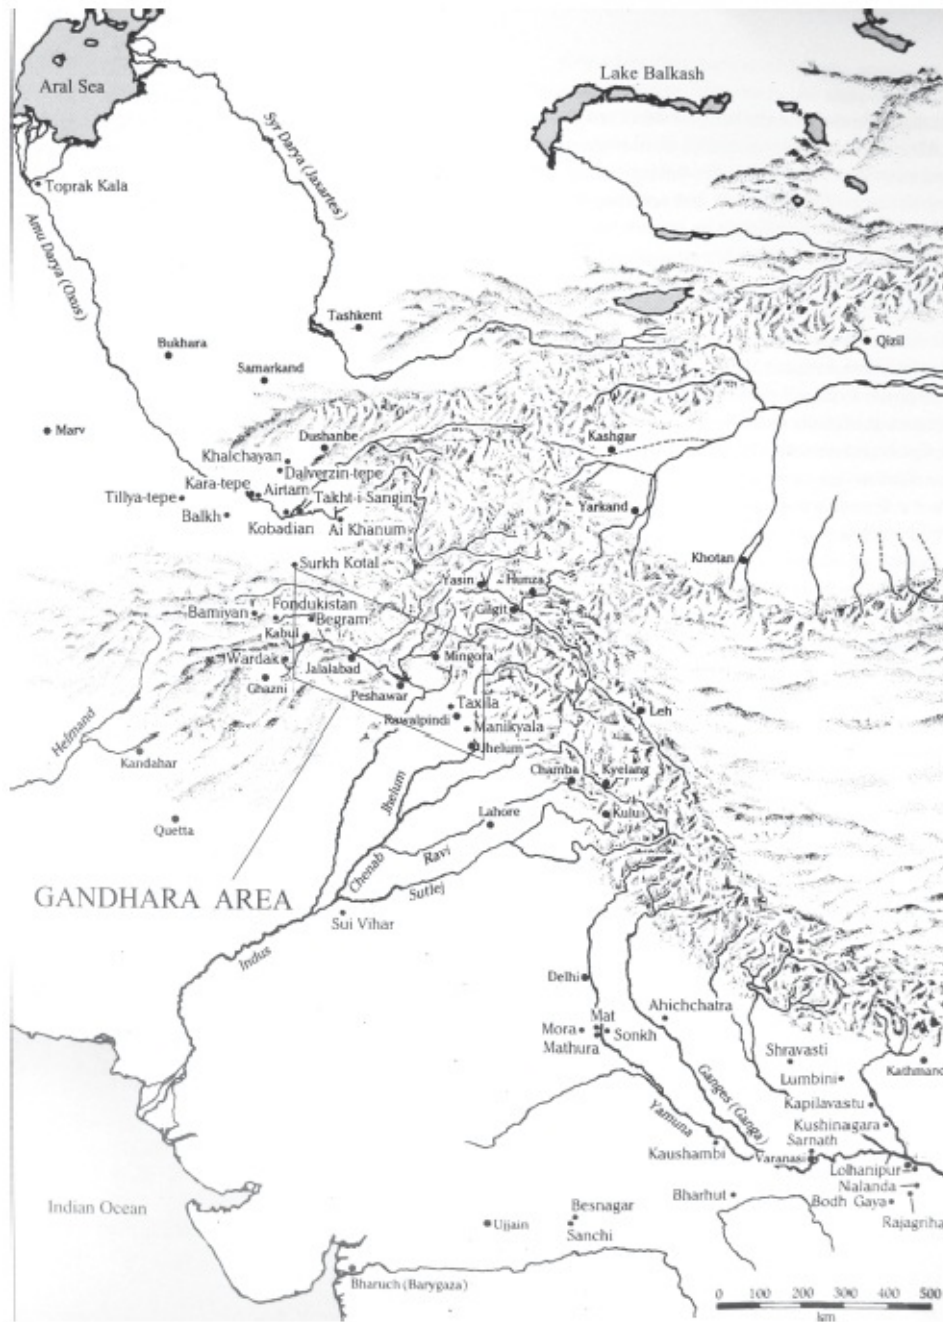 Aral Sea
Lake Balkash
Syr Darya (Jaxartes)
Toprak Kala
Amu Darya (Oxus)
Tashkent
Qizil
Bukhara
Samarkand
Marv
Dushanbe
Kashgar
Khalchayan
Dalverzin-tepe
Kara-tepe
Airtam
Takht-i Sangin
Tillya-tepe
Balkh
Kobadian
Ai Khanum
Yarkand
Khotan
Surkh Kotal
Yasin
Hunza
Gilgit
Fondukistan
Bamiyan
Begram
Kabul
Wardak
Jalalabad
Mingora
Ghazni
Peshawar
Taxila
Leh
Rawalpindi
Manikyala
Helmand
Jhelum
Kandahar
Chamba
Kyelang
Jhelum
Quetta
Lahore
Kulu
Ravi
Chenab
Sutlej
GANDHARA AREA
Sui Vihar
Indus
Delhi
Ahichchatra
Mat
Mora
Sonkh
Mathura
Shravasti
Kathmand
Lumbini
Ganges (Ganga)
Kapilavastu
Yamuna
Kushinagara
Sarnath
Kaushambi
Varanasi
Lolhanipur
Nalanda
Bharhut
Bodh Gaya
Indian Ocean
Besnagar
Rajagriha
Ujjain
Sanchi
Bharuch (Barygaza)
0 100 200 300 400 500
km